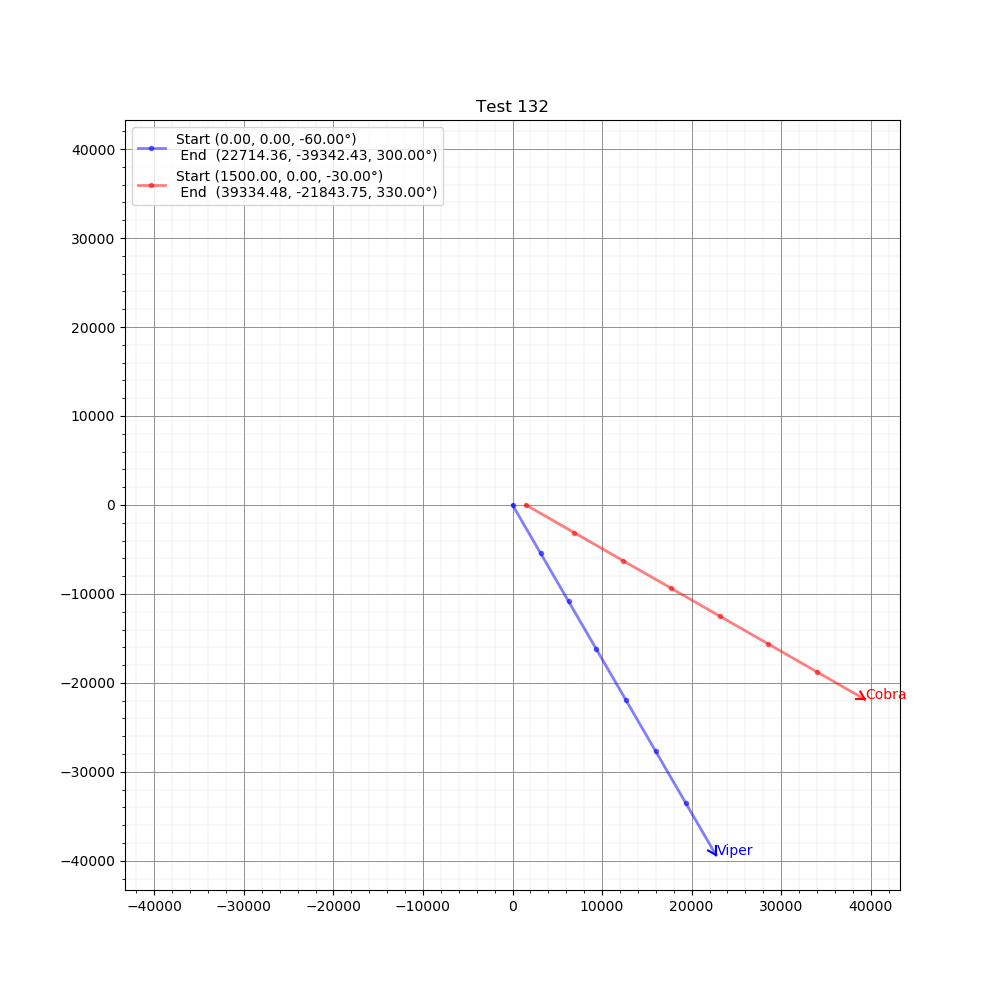 Test 132
Start (0.00, 0.00, -60.00°)
End (22714.36, -39342.43, 300.00°)
Start (1500.00, 0.00, -30.00°)
End (39334.48, -21843.75, 330.00°)
40000
30000
20000
10000
0
−10000
−20000
−30000
−40000
Cobra
Viper
−40000 −30000 −20000 −10000 0 10000 20000 30000 40000